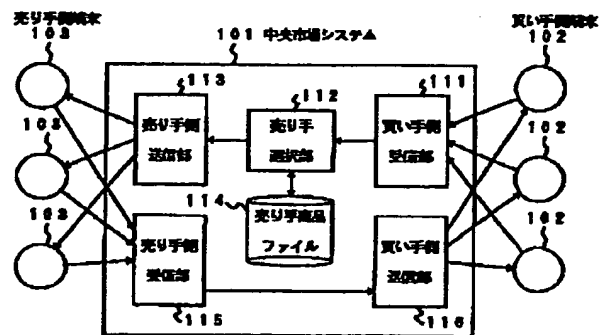 売り手側端末
103
101 中央市場システム
買い手側端末
102
113
112
111
売り手側
送信部
売り手
選択部
買い手側
受信部
103
102
114
売り手商品
ファイル
売り手側
受信部
買い手側
送信部
103
102
115
116